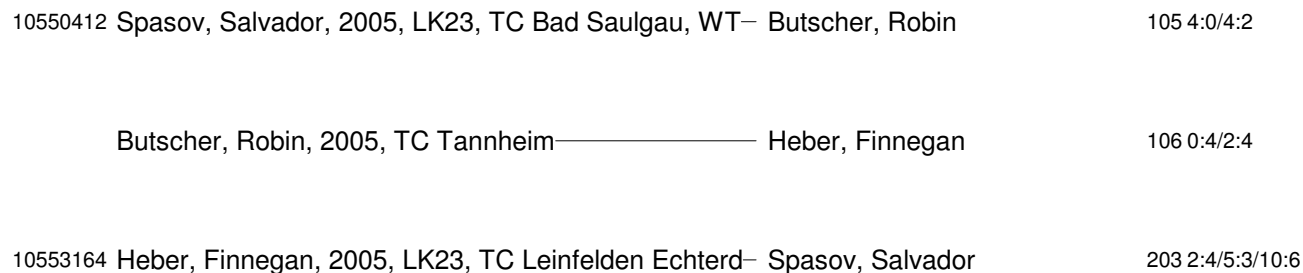 10550412 Spasov, Salvador, 2005, LK23, TC Bad Saulgau, WT Butscher, Robin 105 4:0/4:2
Butscher, Robin, 2005, TC Tannheim Heber, Finnegan 106 0:4/2:4
10553164 Heber, Finnegan, 2005, LK23, TC Leinfelden Echterd Spasov, Salvador 203 2:4/5:3/10:6